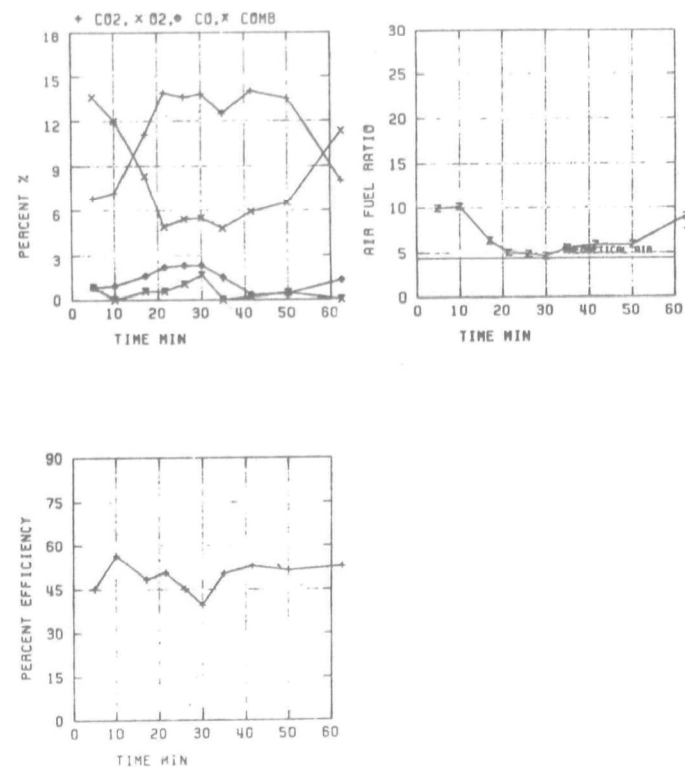 + CO2, x O2, ● CO, x COMB
18
15
12
9
6
3
0
PERCENT %
0 10 20 30 40 50 60
TIME MIN
30
25
20
15
10
5
0
AIR FUEL RATIO
THEORETICAL AIR
0 10 20 30 40 50 60
TIME MIN
90
75
60
45
30
15
0
PERCENT EFFICIENCY
0 10 20 30 40 50 60
TIME MIN